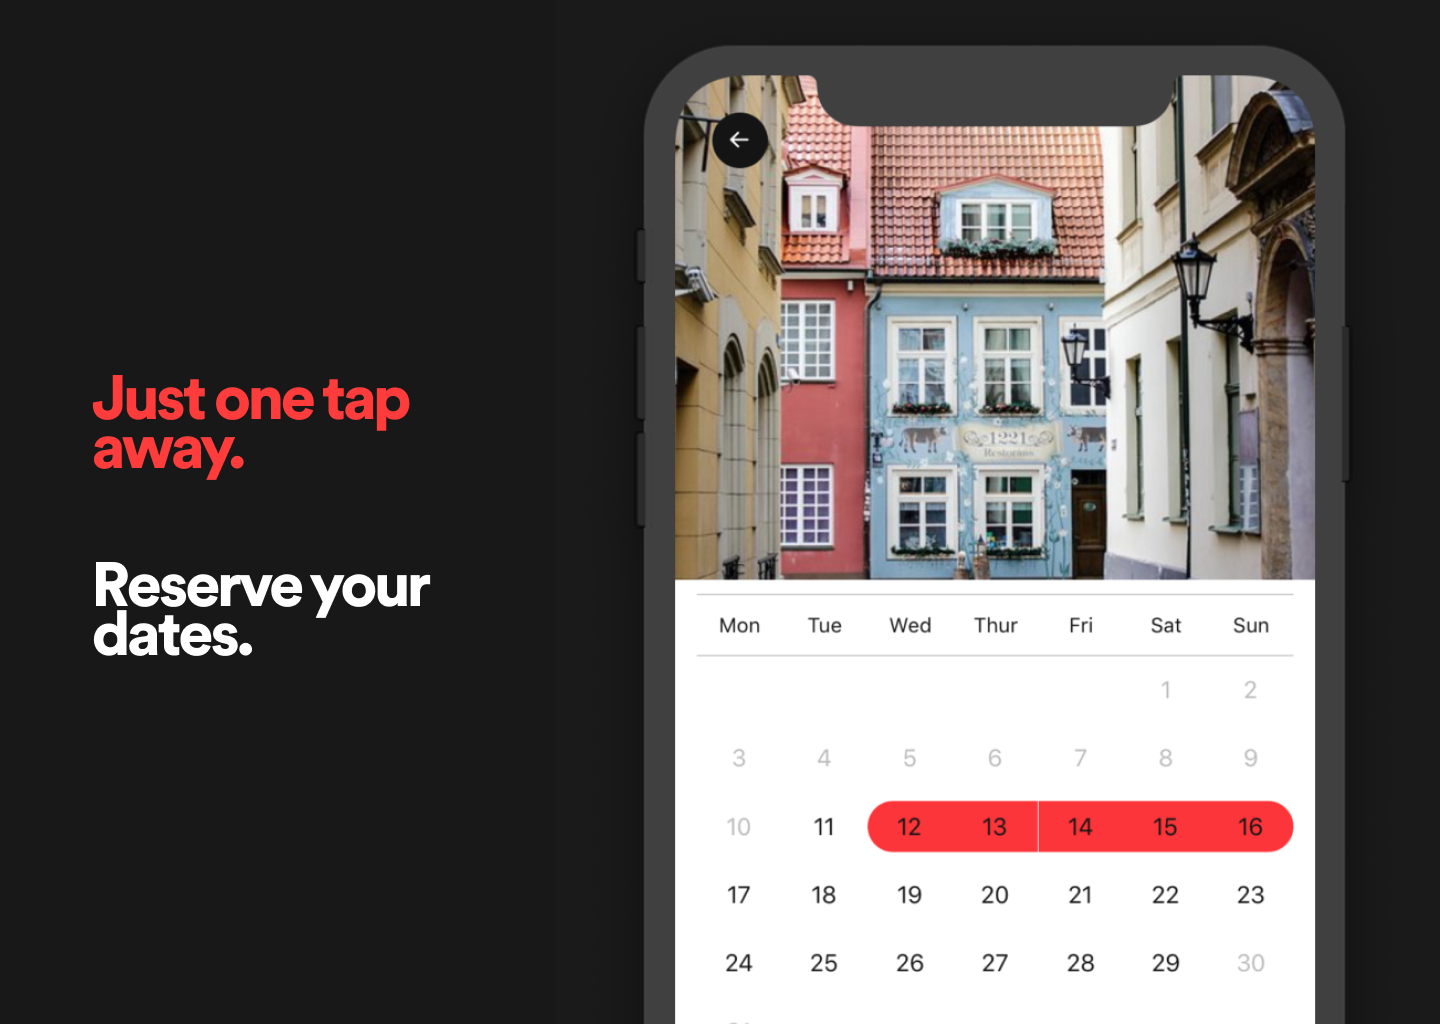 Just one tap
away.
Reserve your
dates.
1221
Restorāns
Mon Tue Wed Thur Fri Sat Sun
1 2
3 4 5 6 7 8 9
10 11 12 13 14 15 16
17 18 19 20 21 22 23
24 25 26 27 28 29 30